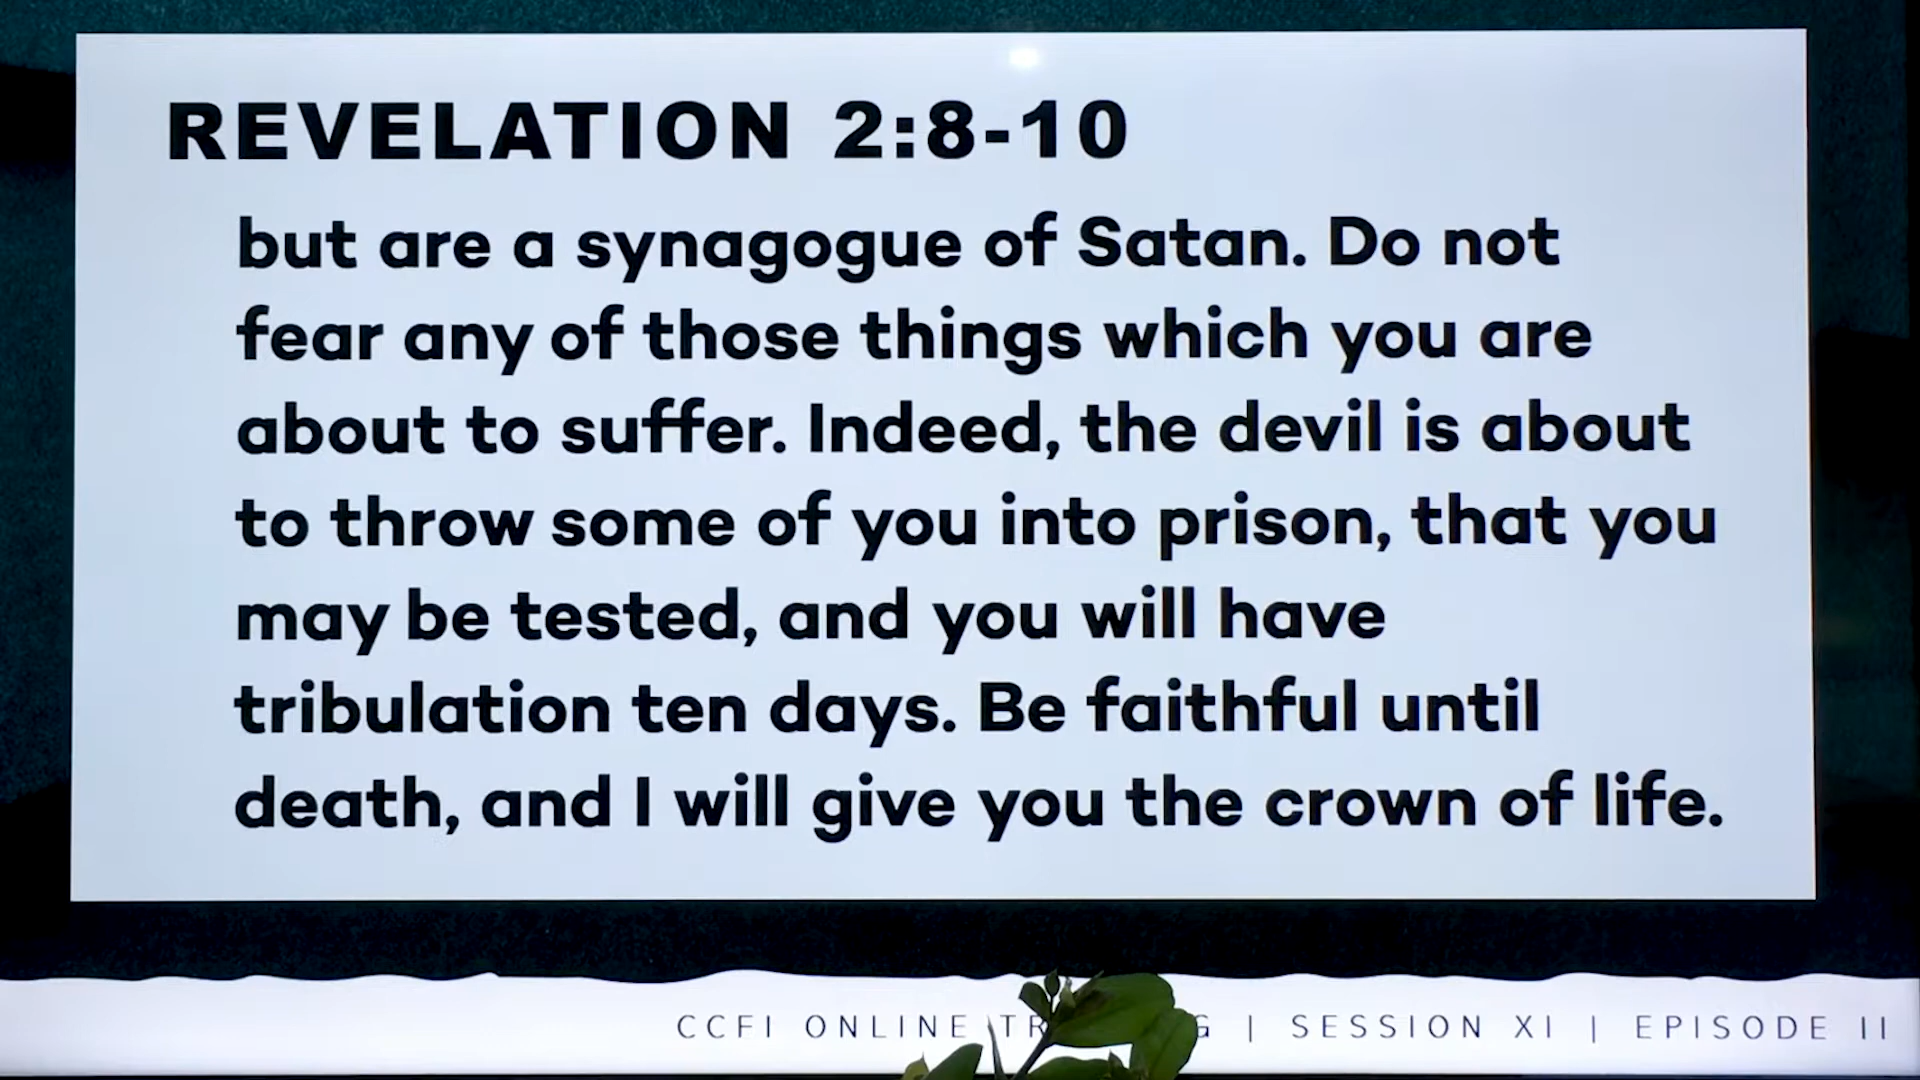 REVELATION 2:8-10
but are a synagogue of Satan. Do not
fear any of those things which you are
about to suffer. Indeed, the devil is about
to throw some of you into prison, that you
may be tested, and you will have
tribulation ten days. Be faithful until
death, and I will give you the crown of life.
CCFI ONLINE | SESSION XI | EPISODE II